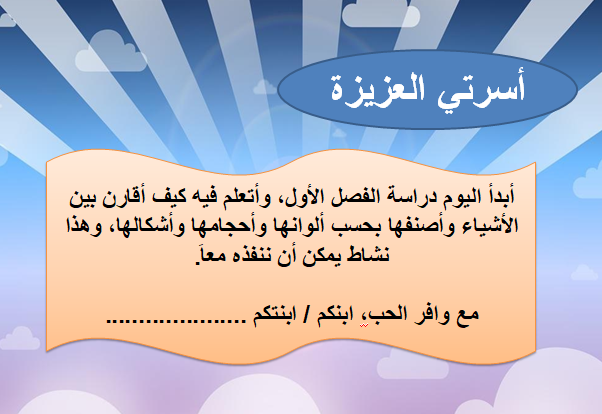 أسرتي العزيزة
أبدأ اليوم دراسة الفصل الأول، وأتعلم فيه كيف أقارن بين
الأشياء وأصنفها بحسب ألوانها وأحجامها وأشكالها، وهذا
نشاط يمكن أن ننفذه معاَ.
مع وافر الحب، ابنكم / ابنتكم .....................